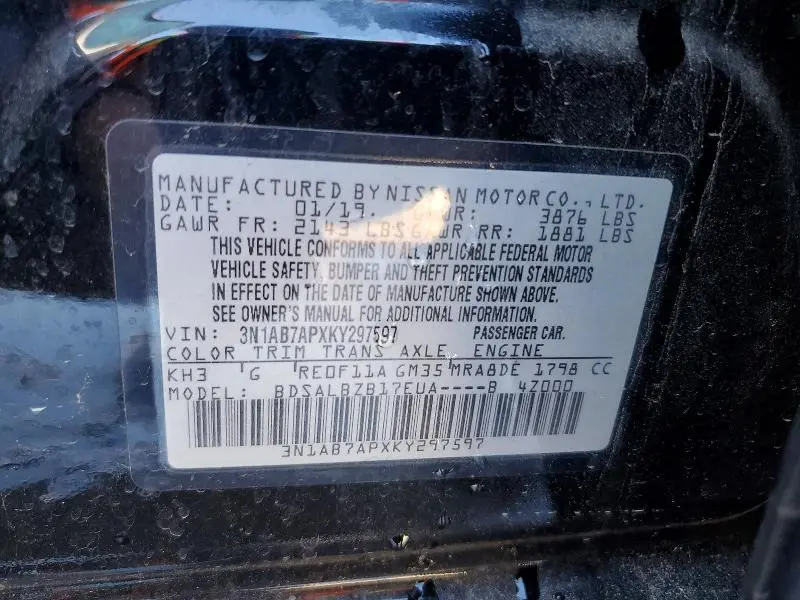 MANUFACTURED BY NISSAN MOTOR CO., LTD.
DATE: 01/19. GVWR: 3876 LBS
GAWR FR: 2143 LBS GAWR RR: 1881 LBS
THIS VEHICLE CONFORMS TO ALL APPLICABLE FEDERAL MOTOR
VEHICLE SAFETY, BUMPER AND THEFT PREVENTION STANDARDS
IN EFFECT ON THE DATE OF MANUFACTURE SHOWN ABOVE.
SEE OWNER'S MANUAL FOR ADDITIONAL INFORMATION.
VIN: 3N1AB7APXKY297597 PASSENGER CAR.
COLOR TRIM TRANS AXLE ENGINE
KH3 G RE0F11A GM35 MRA8DE 1798 CC
MODEL: BDSALBZB17EUA----B 4Z000
3N1AB7APXKY297597